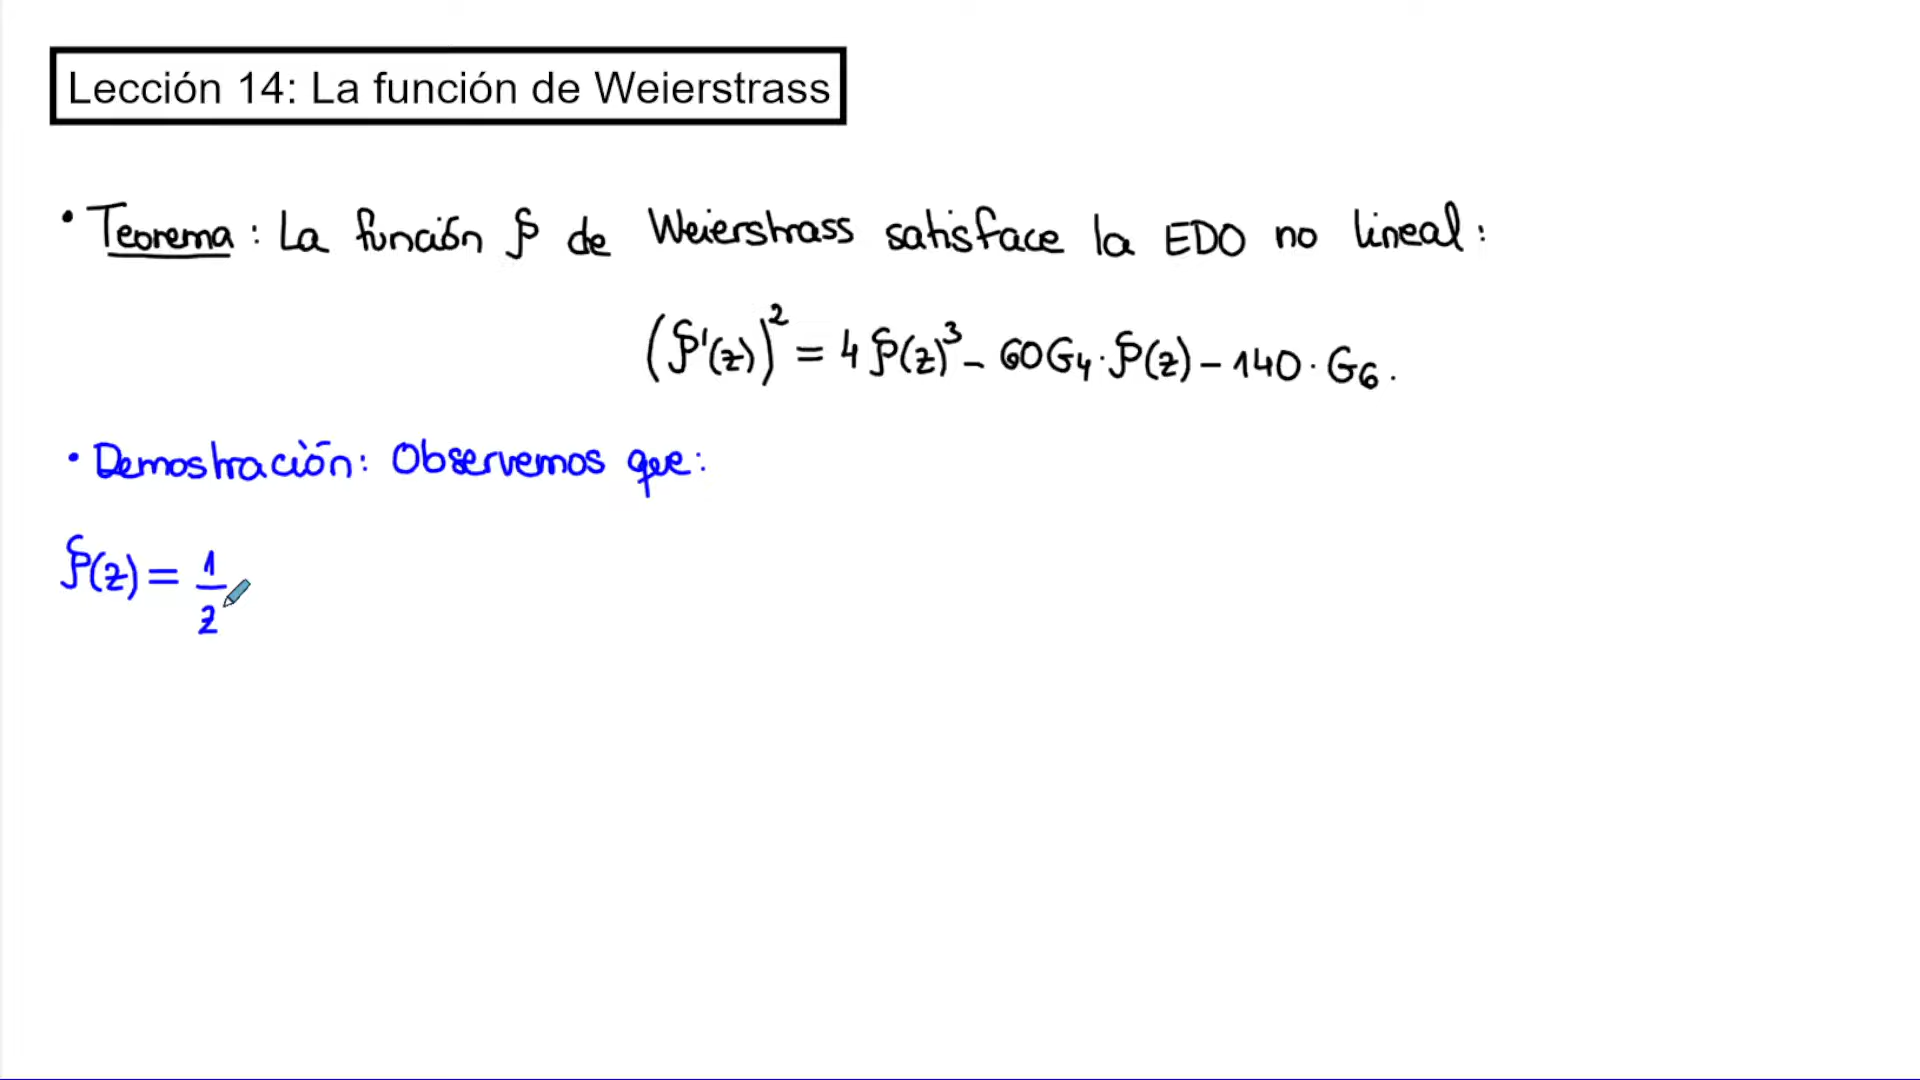 Lección 14: La función de Weierstrass
• Teorema: La función ℘ de Weierstrass satisface la EDO no lineal:
(℘'(z))² = 4℘(z)³ - 60G₄·℘(z) - 140·G₆.
• Demostración: Observemos que:
℘(z) = 1/z